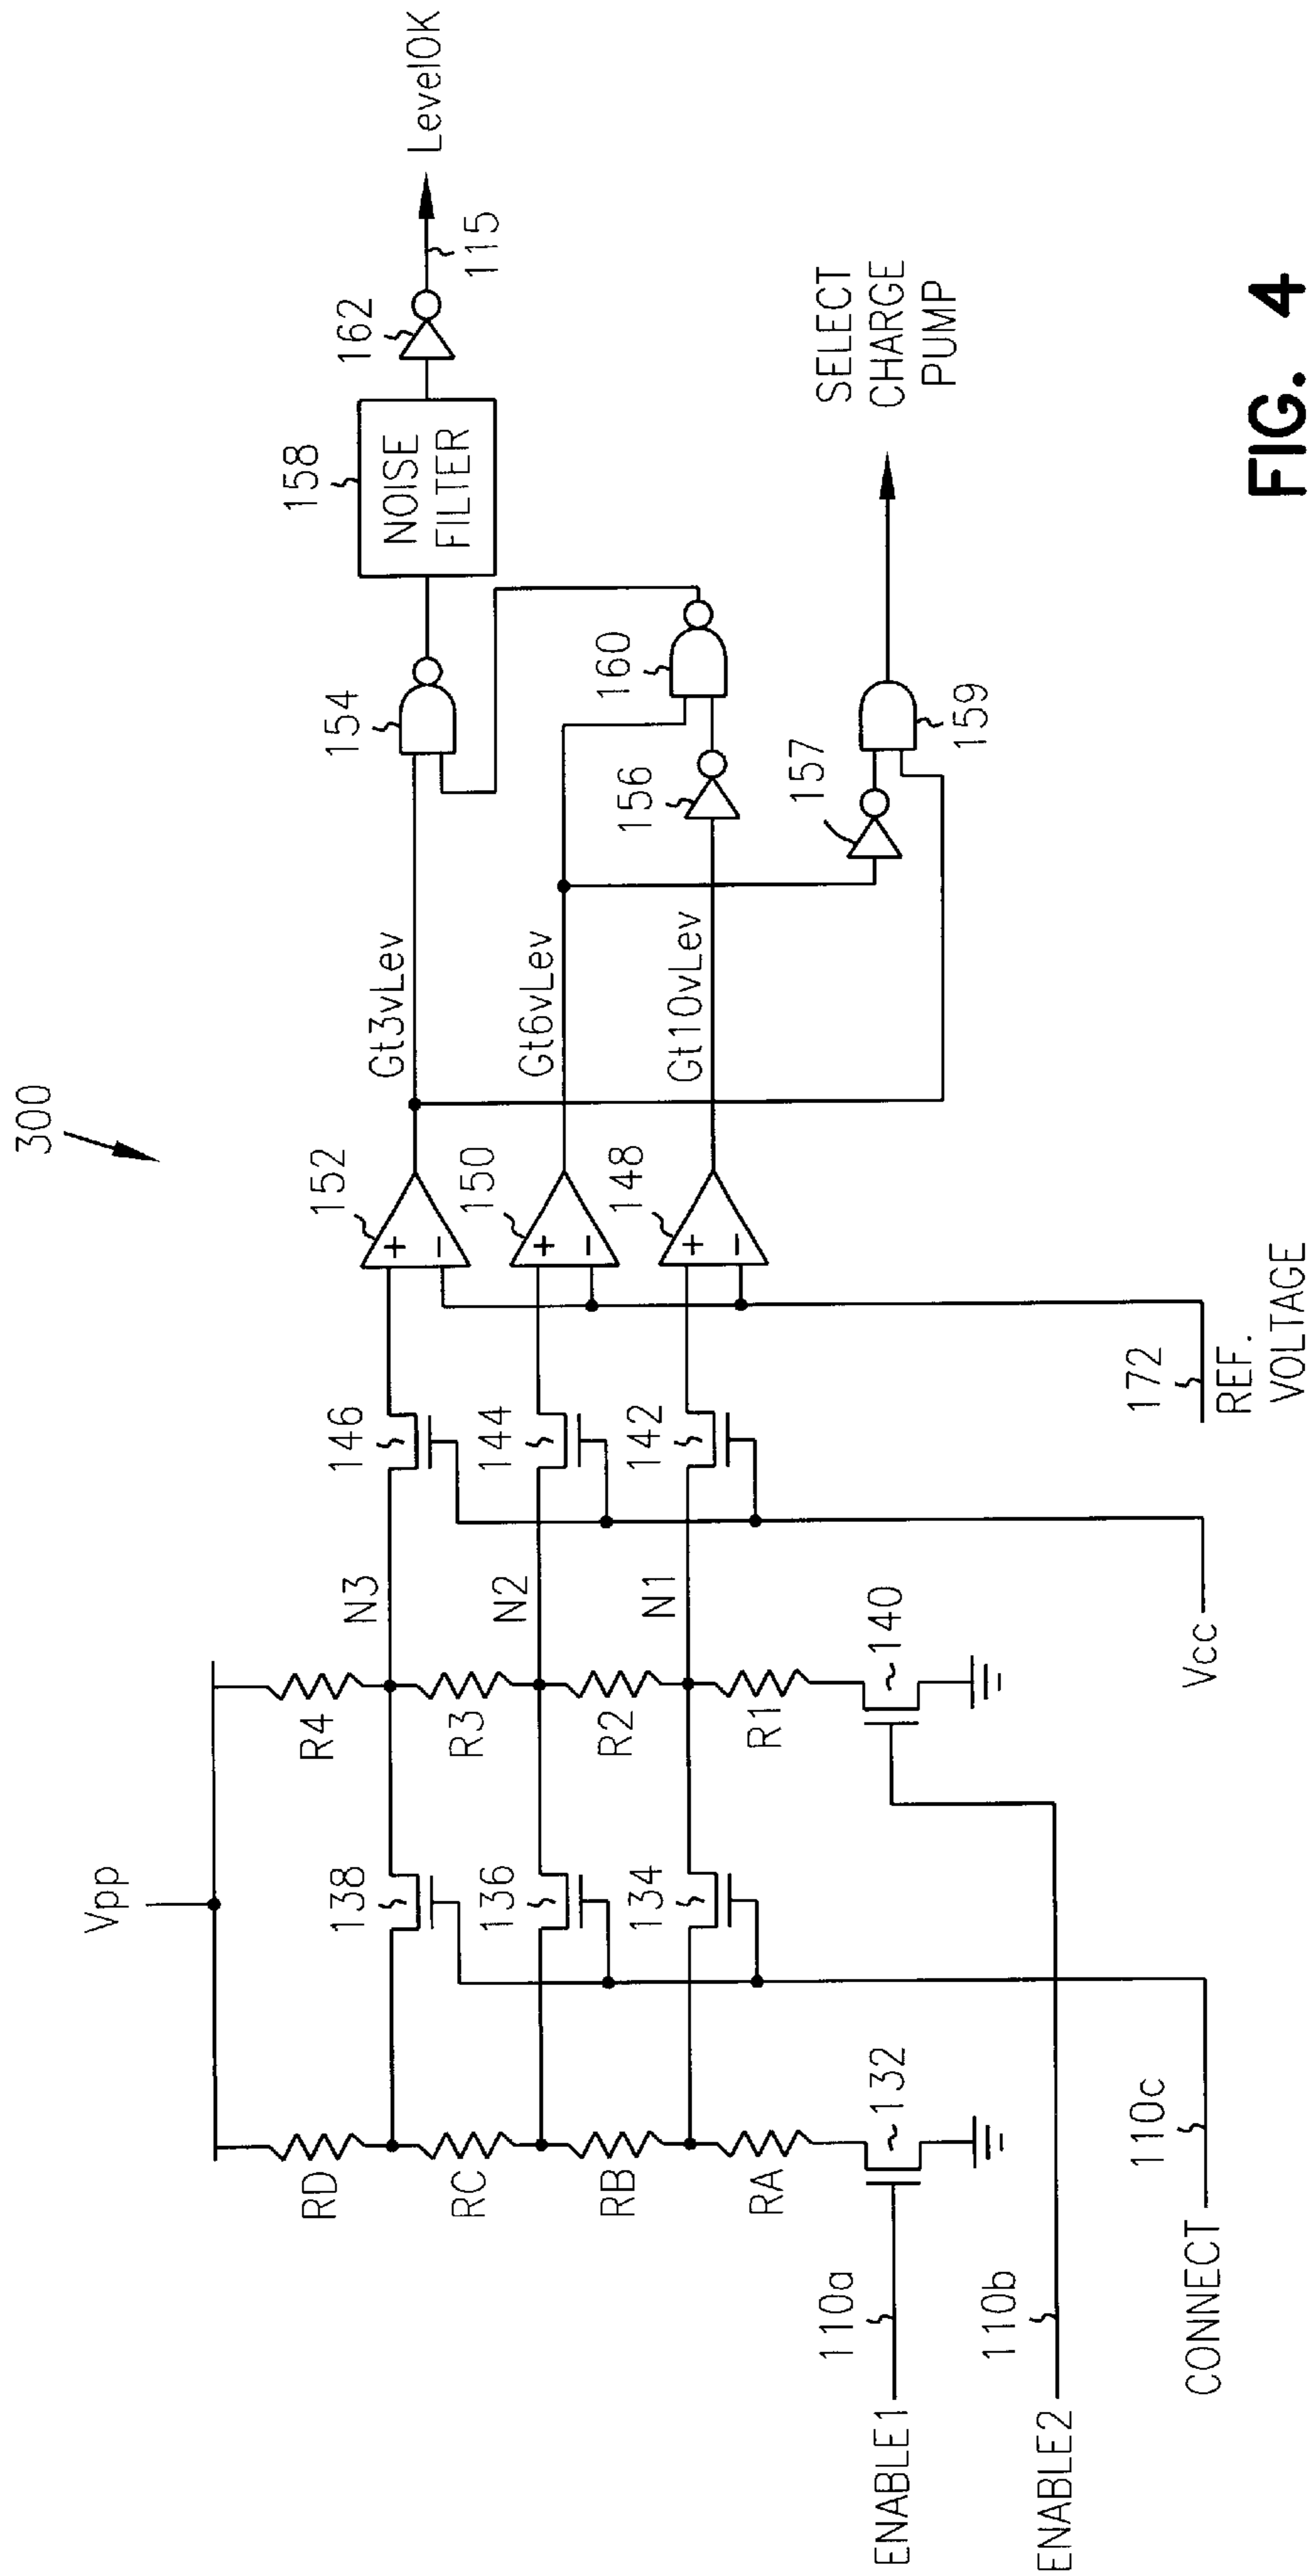 300
Vpp
RD
RC
RB
RA
138
136
134
132
R4
R3
R2
R1
140
N3
N2
N1
146
144
142
152
150
148
Gt3vLev
Gt6vLev
Gt10vLev
154
156
160
157
159
158
NOISE
FILTER
162
115
LevelOK
SELECT
CHARGE
PUMP
110a
ENABLE1
110b
ENABLE2
110c
CONNECT
Vcc
172
REF.
VOLTAGE
FIG. 4